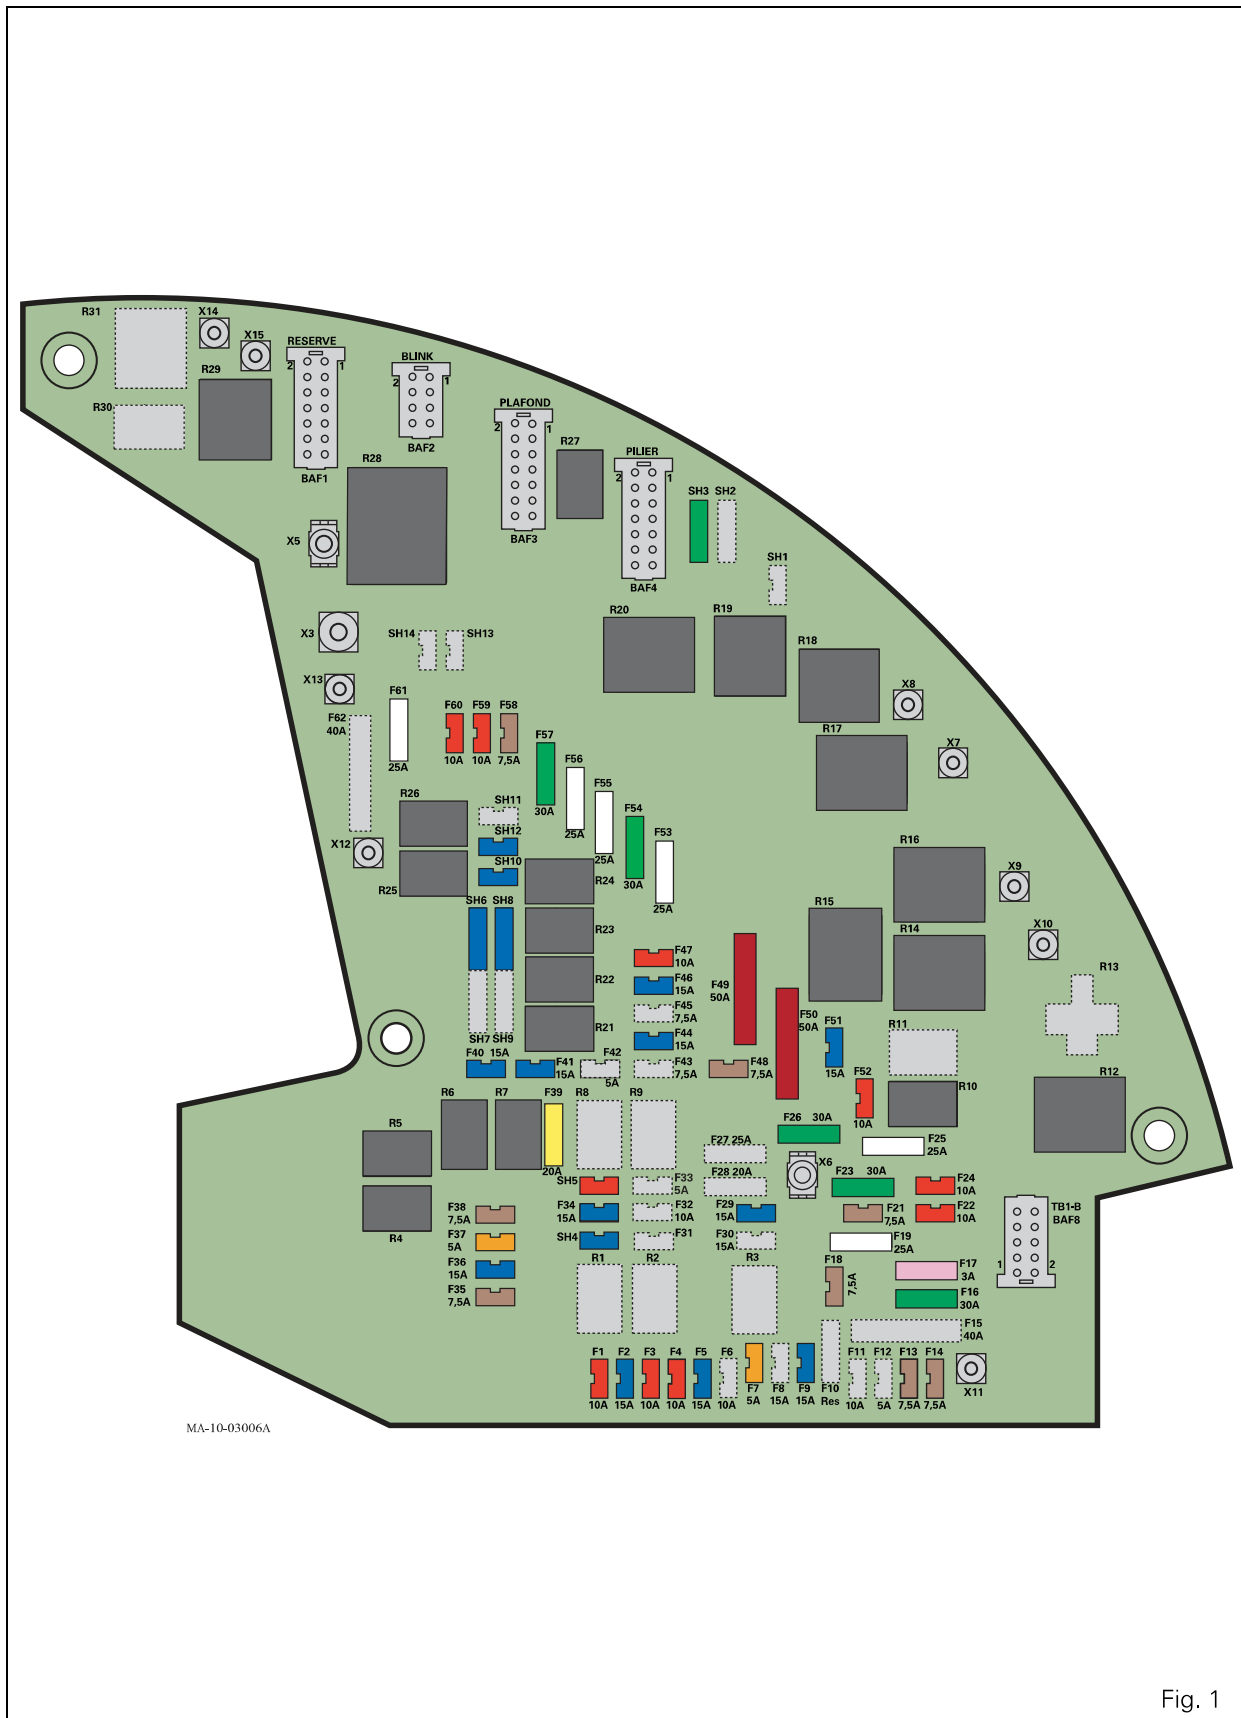 R31
X14
X15
RESERVE
2 1
BLINK
2 1
R29
R30
PLAFOND
2 1
BAF2
R27
R28
PILIER
2 1
BAF1
SH3 SH2
X5
BAF3
SH1
BAF4
R20
R19
X3
SH14
SH13
R18
X13
X8
F61
F62
40A
F60 F59 F58
R17
F57
X7
10A 10A 7,5A
F56
25A
F55
R26
SH11
30A
F54
SH12
25A
F53
X12
R16
25A
SH10
X9
R25
R24
30A
SH6 SH8
25A
R15
R23
X10
R14
F47
10A
R13
F46
15A
R22
F49
50A
F45
7,5A
F50
50A
F51
R21
R11
SH7 SH9
F44
15A
F40 15A
F41
15A
F42
5A
F43
7,5A
F48
7,5A
15A
F52
R12
R6
R7
F39
R8
R9
R10
F26 30A
10A
R5
F27 25A
F25
25A
20A
F28 20A
X6
F23 30A
SH5
F33
5A
F24
10A
F38
7,5A
F34
15A
F32
10A
F29
15A
F21
7,5A
F22
10A
TB1-B
BAF8
R4
F37
5A
SH4
F31
F30
15A
F19
25A
F36
15A
R1
R2
R3
F18
7,5A
F17
3A
1 2
F35
7,5A
F16
30A
F15
40A
F1 F2 F3 F4 F5 F6
F11 F12 F13 F14
F7 F8 F9 F10
X11
10A 15A 10A 10A 15A 10A 5A 15A 15A Res 10A 5A 7,5A 7,5A
MA-10-03006A
Fig. 1